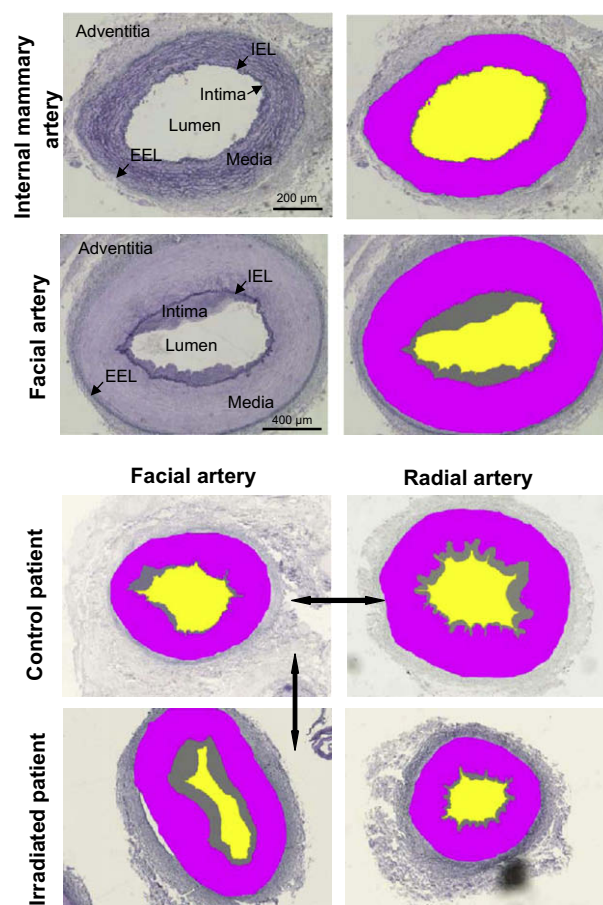 Internal mammary
artery
Adventitia
IEL
Intima
Lumen
EEL
Media
200 µm
Facial artery
Adventitia
IEL
Intima
Lumen
EEL
Media
400 µm
Facial artery
Radial artery
Control patient
Irradiated patient